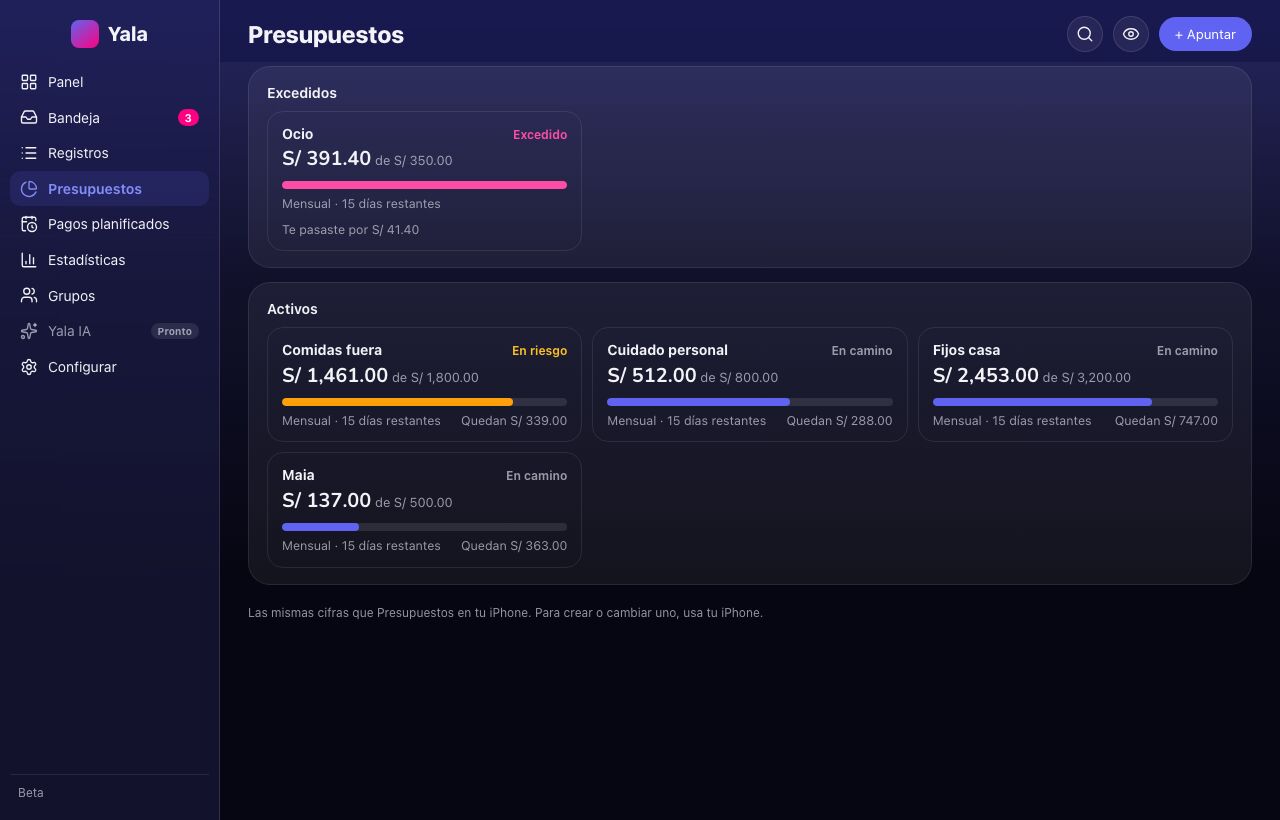 Yala
Panel
Bandeja 3
Registros
Presupuestos
Pagos planificados
Estadísticas
Grupos
Yala IA Pronto
Configurar
Beta
Presupuestos
+ Apuntar
Excedidos
Ocio Excedido
S/ 391.40 de S/ 350.00
Mensual · 15 días restantes
Te pasaste por S/ 41.40
Activos
Comidas fuera En riesgo
S/ 1,461.00 de S/ 1,800.00
Mensual · 15 días restantes Quedan S/ 339.00
Cuidado personal En camino
S/ 512.00 de S/ 800.00
Mensual · 15 días restantes Quedan S/ 288.00
Fijos casa En camino
S/ 2,453.00 de S/ 3,200.00
Mensual · 15 días restantes Quedan S/ 747.00
Maia En camino
S/ 137.00 de S/ 500.00
Mensual · 15 días restantes Quedan S/ 363.00
Las mismas cifras que Presupuestos en tu iPhone. Para crear o cambiar uno, usa tu iPhone.